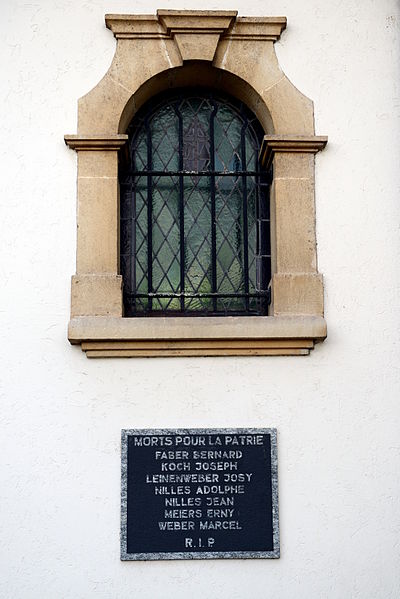 MORTS POUR LA PATRIE
FABER BERNARD
KOCH JOSEPH
LEINENWEBER JOSY
NILLES ADOLPHE
NILLES JEAN
MEIERS ERNY
WEBER MARCEL
R.I.P